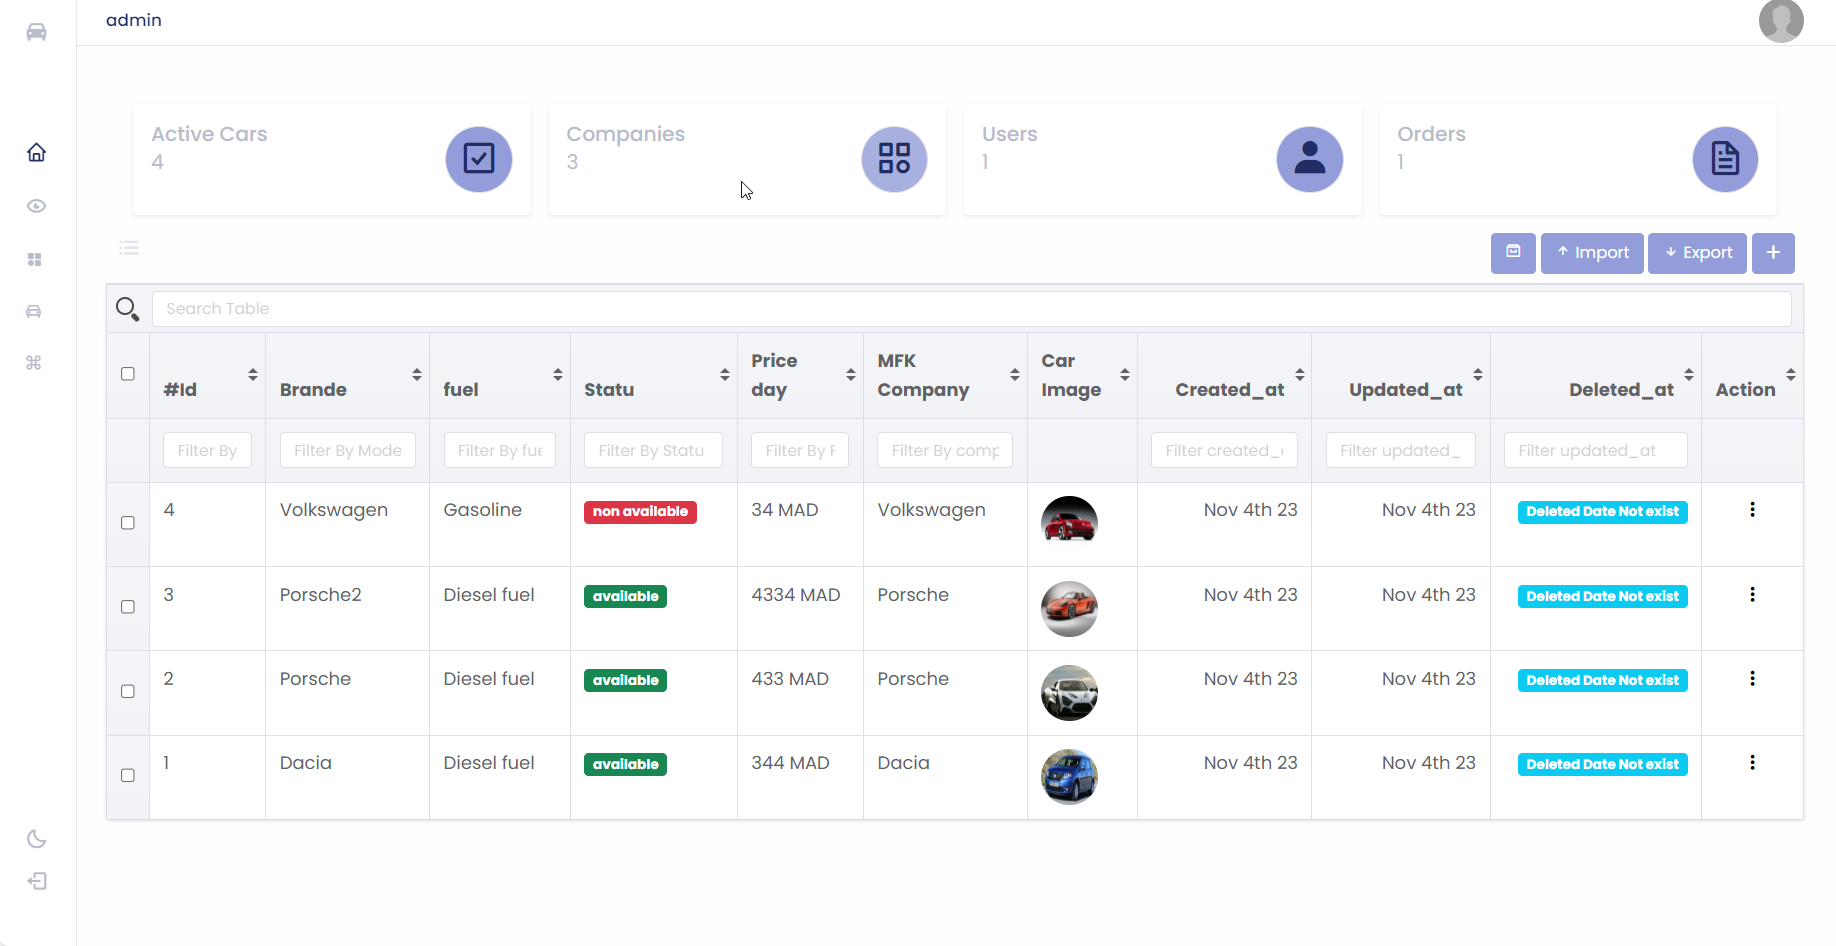 admin
Active Cars
4
Companies
3
Users
1
Orders
1
Import
Export
Search Table
#Id
Brande
fuel
Statu
Price day
MFK Company
Car Image
Created_at
Updated_at
Deleted_at
Action
Filter By
Filter By Mode
Filter By fue
Filter By Statu
Filter By
Filter By comp
Filter created_
Filter updated_
Filter updated_at
4 Volkswagen Gasoline non available 34 MAD Volkswagen Nov 4th 23 Nov 4th 23 Deleted Date Not exist
3 Porsche2 Diesel fuel available 4334 MAD Porsche Nov 4th 23 Nov 4th 23 Deleted Date Not exist
2 Porsche Diesel fuel available 433 MAD Porsche Nov 4th 23 Nov 4th 23 Deleted Date Not exist
1 Dacia Diesel fuel available 344 MAD Dacia Nov 4th 23 Nov 4th 23 Deleted Date Not exist